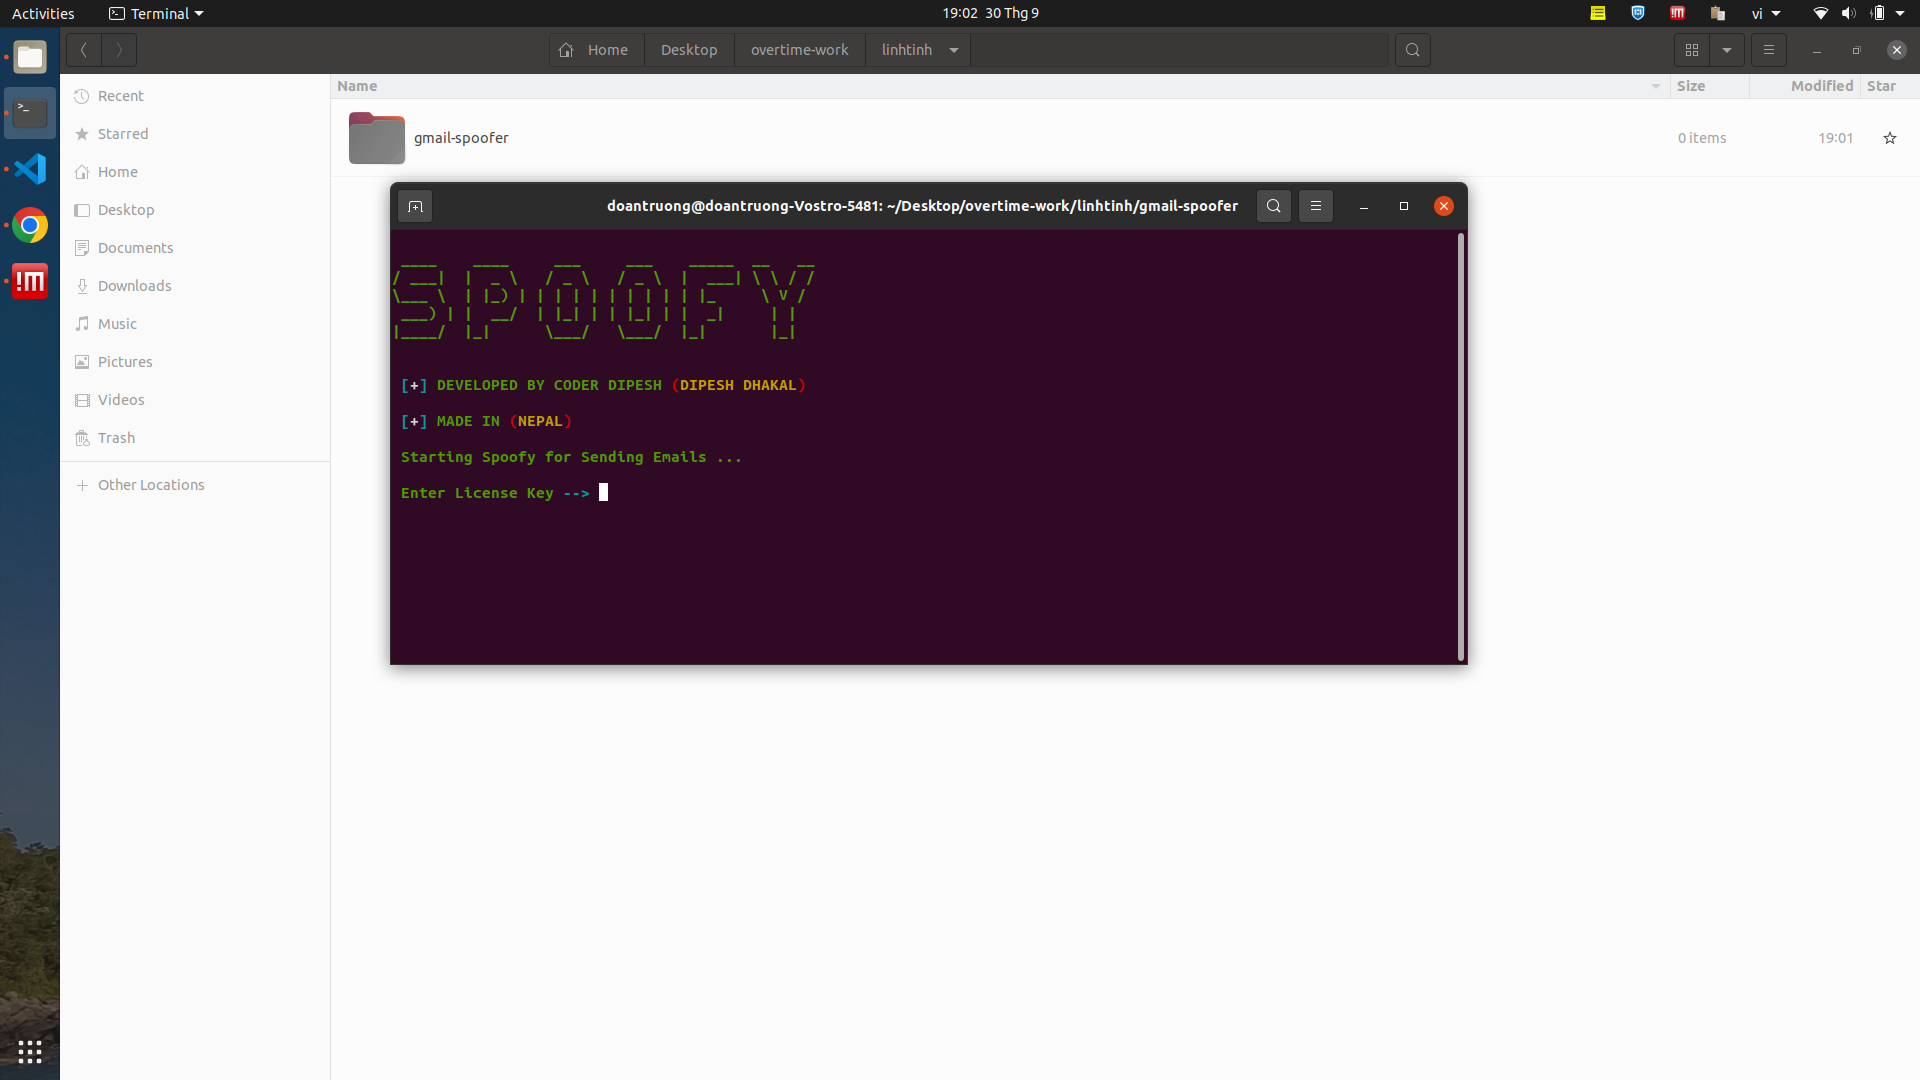 Activities
Terminal
19:02 30 Thg 9
vi
Home
Desktop
overtime-work
linhtinh
Name
Size
Modified
Star
Recent
Starred
Home
Desktop
Documents
Downloads
Music
Pictures
Videos
Trash
Other Locations
gmail-spoofer
0 items
19:01
doantruong@doantruong-Vostro-5481: ~/Desktop/overtime-work/linhtinh/gmail-spoofer
SPOOFY
[+] DEVELOPED BY CODER DIPESH (DIPESH DHAKAL)
[+] MADE IN (NEPAL)
Starting Spoofy for Sending Emails ...
Enter License Key -->